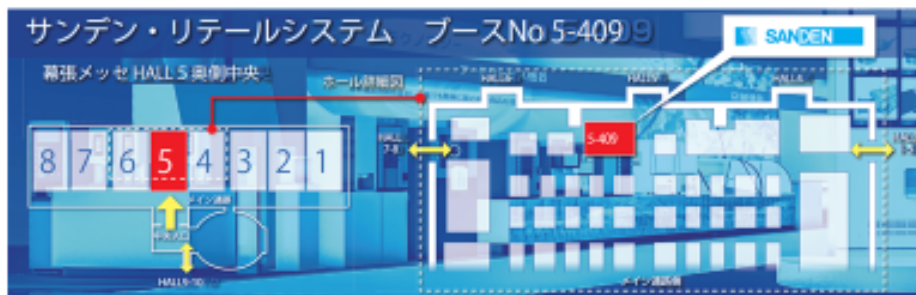 サンデン・リテールシステム ブースNo 5-409
SANDEN
幕張メッセ HALL 5 奥側中央
ホール詳細図
HALL6
HALL5
HALL4
8 7 6 5 4 3 2 1
HALL
7-8
5-409
メイン通路
中央入口
HALL9-10
メイン通路側